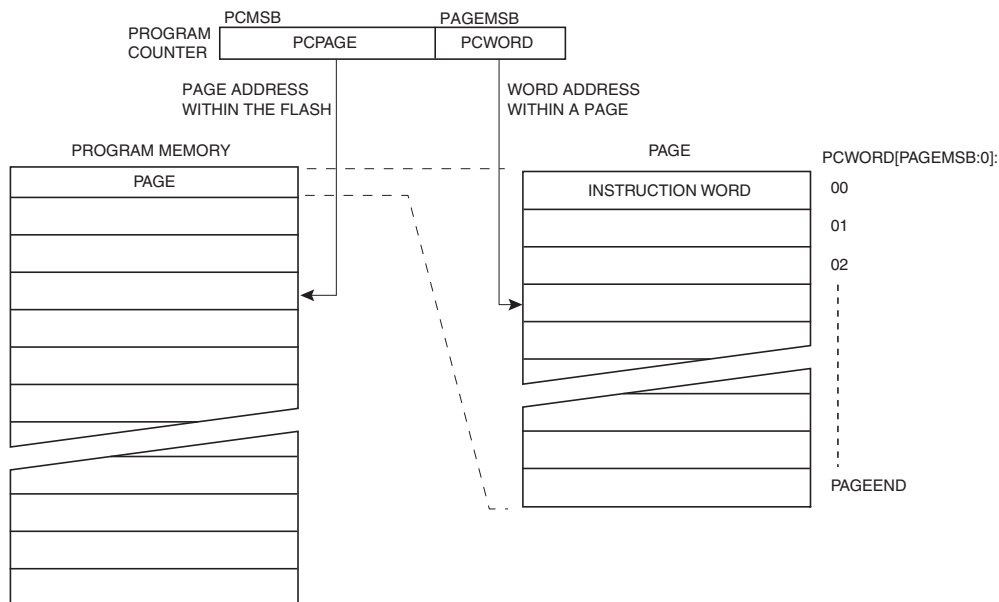 PCMSB PAGEMSB
PROGRAM
COUNTER
PCPAGE PCWORD
PAGE ADDRESS
WITHIN THE FLASH
WORD ADDRESS
WITHIN A PAGE
PROGRAM MEMORY
PAGE
PAGE
PCWORD[PAGEMSB:0]:
INSTRUCTION WORD
00
01
02
PAGEEND